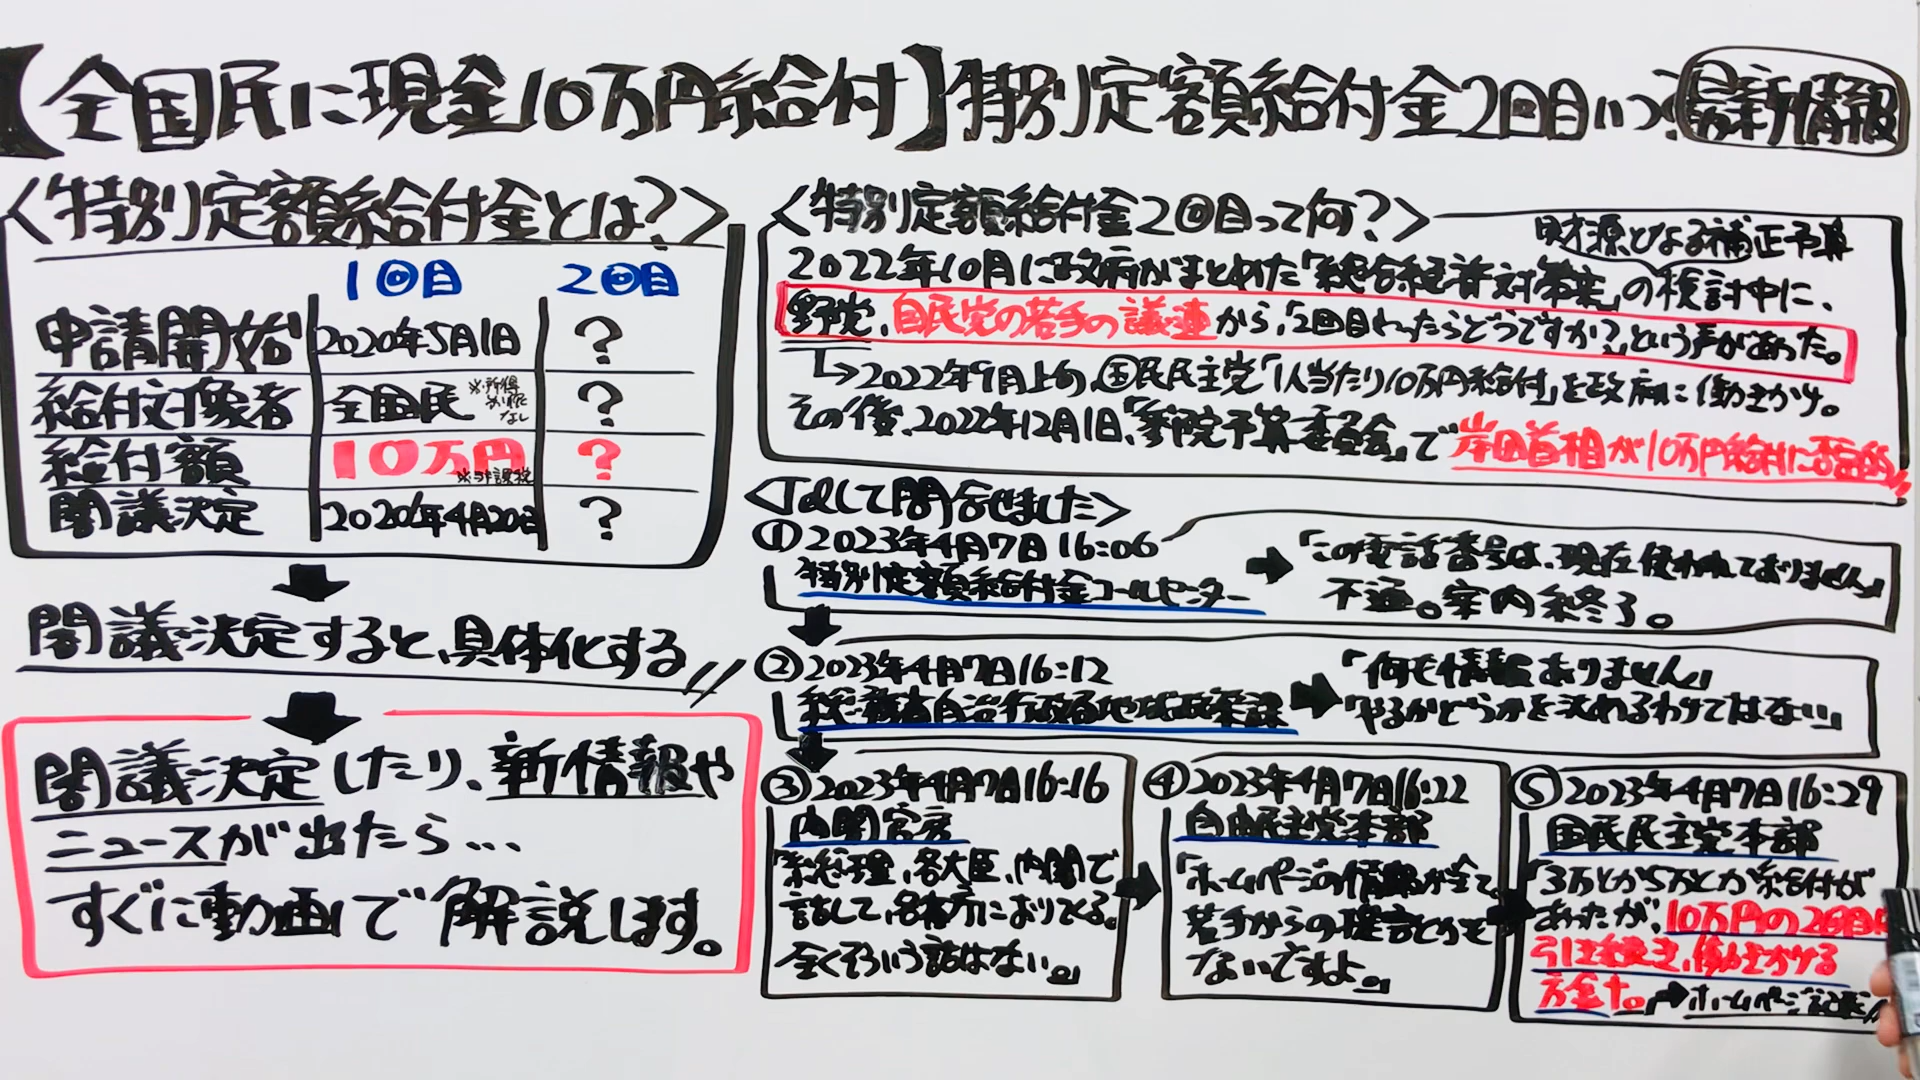 【全国民に現金10万円給付】特別定額給付金2回目いつ?最新情報
<特別定額給付金とは?>
1回目 2回目
申請開始 2020年5月1日 ?
給付対象者 全国民 ※所得制限なし ?
給付額 10万円 ※非課税 ?
閣議決定 2020年4月20日 ?
閣議決定すると、具体化する
閣議決定したり、新情報や
ニュースが出たら...
すぐに動画で解説します。
<特別定額給付金2回目って何?>
財源となる補正予算
2022年10月に政府がまとめた「総合経済対策案」の検討中に、
野党、自民党の若手の議連から、「2回目やったらどうですか?」という声があった。
→2022年9月上旬、国民民主党「1人当たり10万円給付」を政府に働きかけ。
その後、2022年12月1日、「参院予算委員会」で岸田首相が10万円給付に否定的
<Telして問合せました>
①2023年4月7日16:06
特別定額給付金コールセンター
➡「この電話番号は、現在使われておりません」
不通。案内終了。
②2023年4月7日16:12
総務省自治行政局地域政策課
➡「何も情報ありません」
「やるかどうかを決めるわけではない」
③2023年4月7日16:16
内閣官房
「総理、各大臣、内閣で
話して、各省庁におりてくる。
全くそういう話はない。」
④2023年4月7日16:22
自由民主党本部
「ホームページの情報が全て。
若手からの提言とかも
ないですよ。」
⑤2023年4月7日16:29
国民民主党本部
「3万とか5万とか給付が
あったが、10万円の2回目は
引き続き、働きかける
方針。➡ホームページ記載